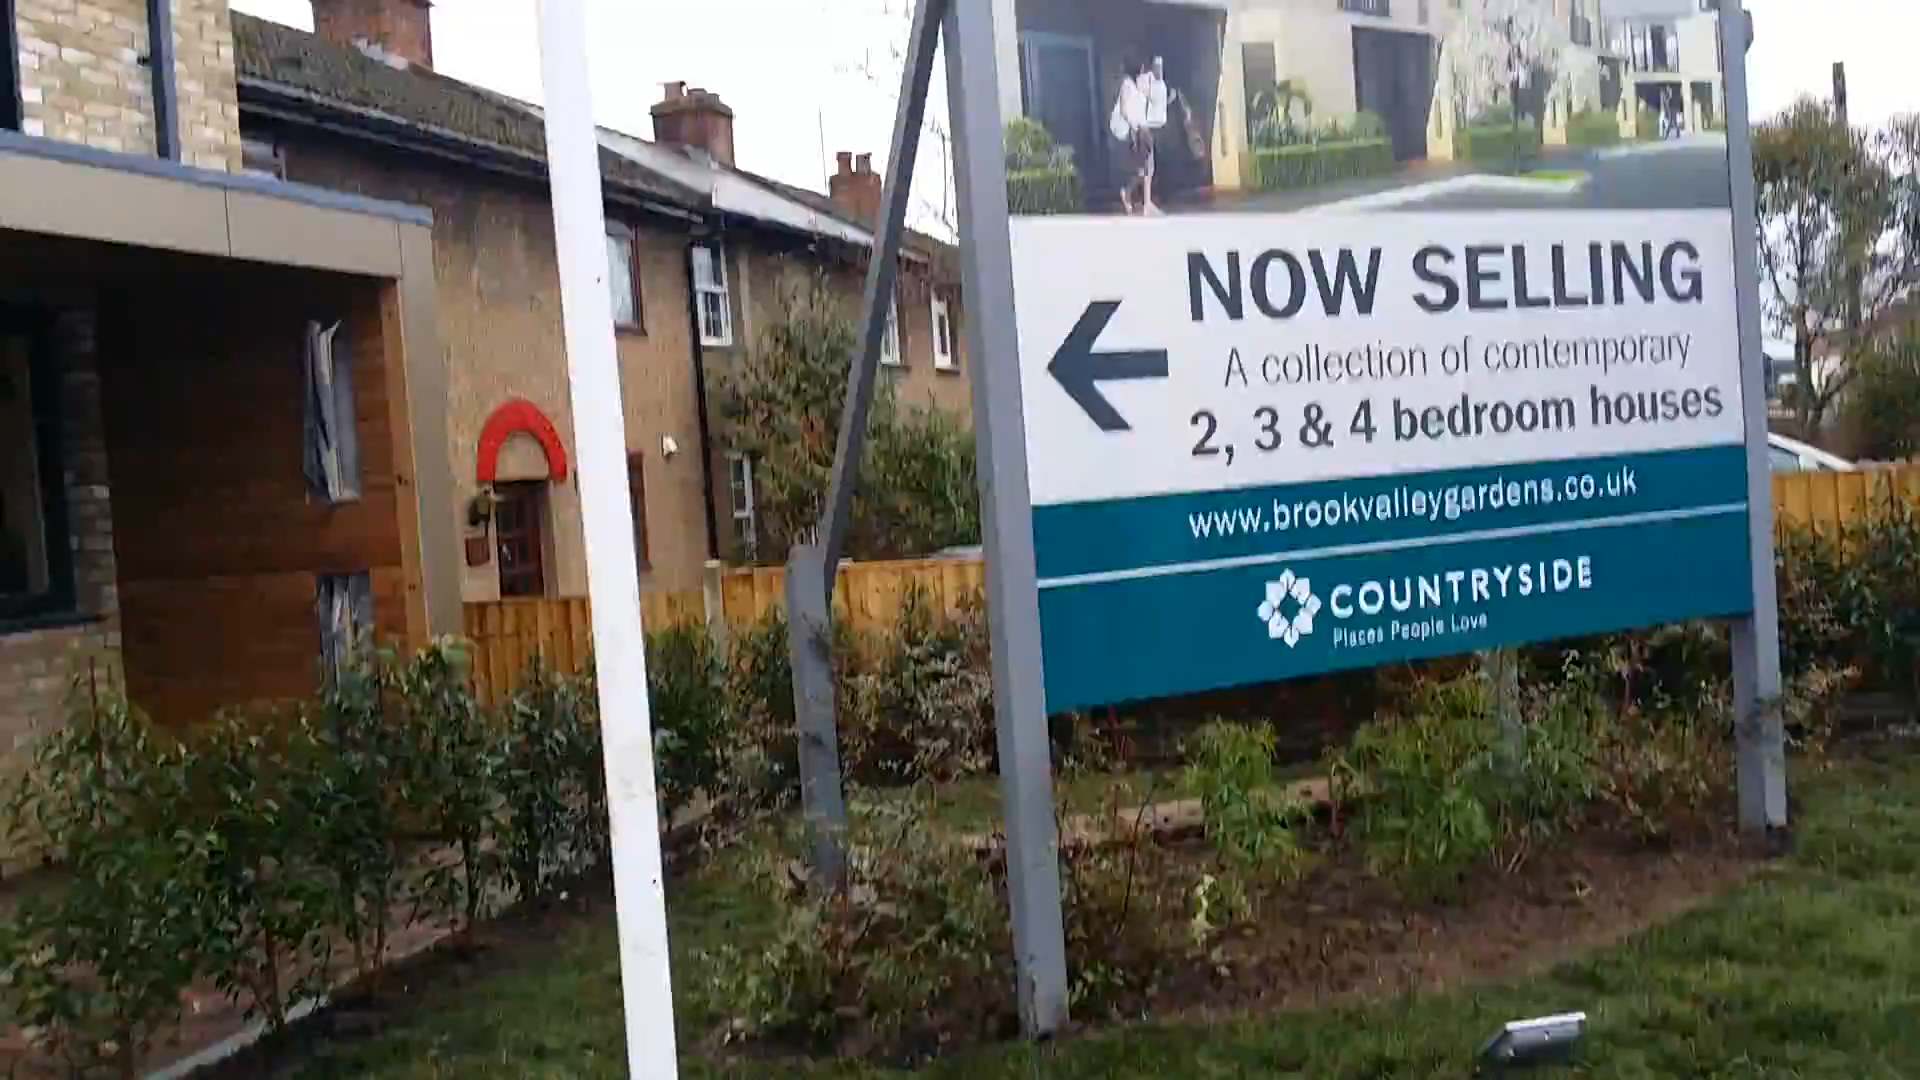 NOW SELLING
A collection of contemporary
2, 3 & 4 bedroom houses
www.brookvalleygardens.co.uk
COUNTRYSIDE
Places People Love